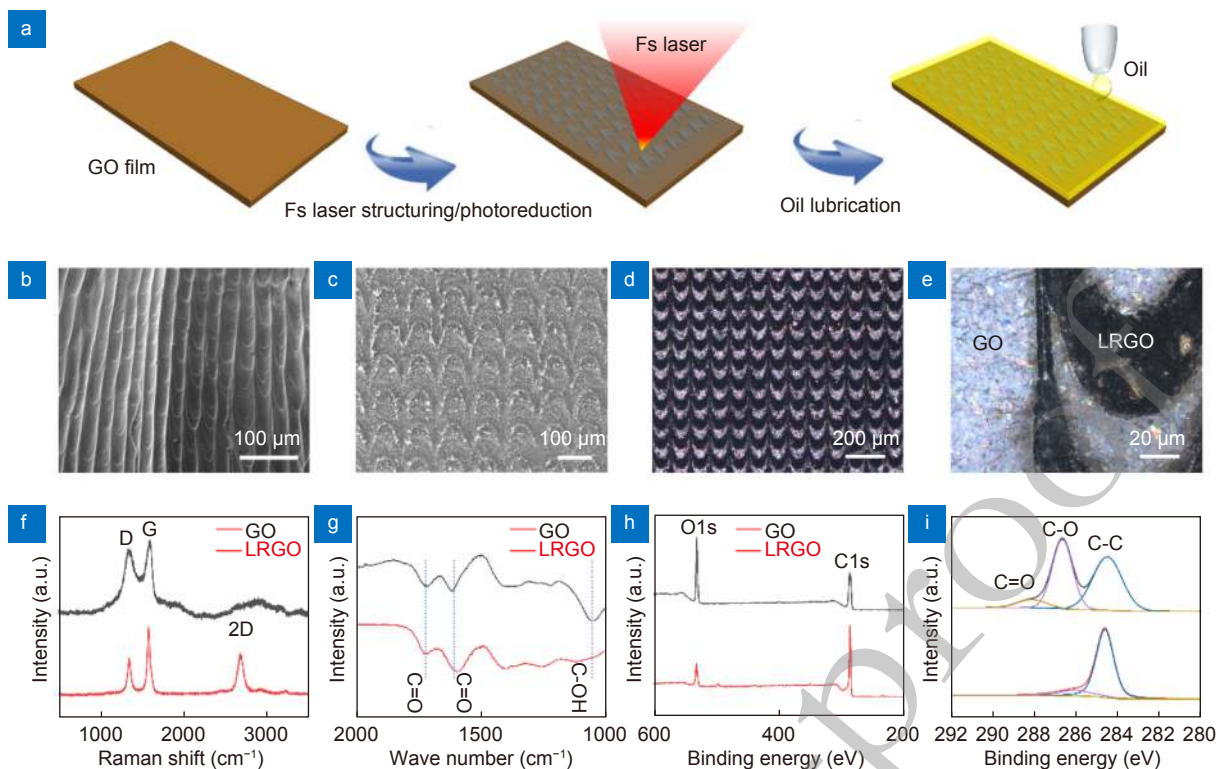 a
Fs laser
Oil
GO film
Fs laser structuring/photoreduction
Oil lubrication
b
100 μm
c
100 μm
d
200 μm
e
GO
LRGO
20 μm
f
D
G
2D
GO
LRGO
Intensity (a.u.)
1000 2000 3000
Raman shift (cm⁻¹)
g
GO
LRGO
Intensity (a.u.)
C=O
C=O
C-OH
2000 1500 1000
Wave number (cm⁻¹)
h
O1s
GO
LRGO
C1s
Intensity (a.u.)
600 400 200
Binding energy (eV)
i
C-O
C-C
C=O
Intensity (a.u.)
292 290 288 286 284 282 280
Binding energy (eV)
proof